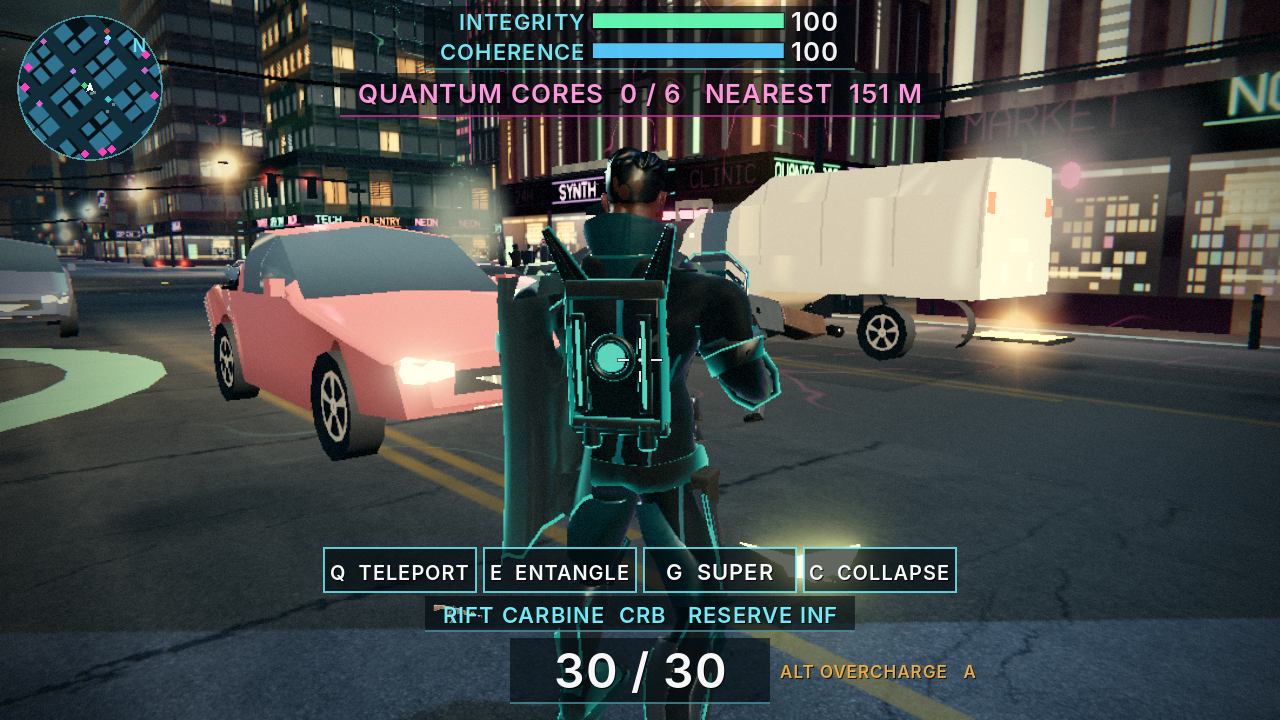 INTEGRITY 100
COHERENCE 100
QUANTUM CORES 0 / 6 NEAREST 151 M
N
MARKET
CLINIC
SYNTH
TECH
NEON
Q TELEPORT
E ENTANGLE
G SUPER
C COLLAPSE
RIFT CARBINE CRB RESERVE INF
30 / 30
ALT OVERCHARGE A